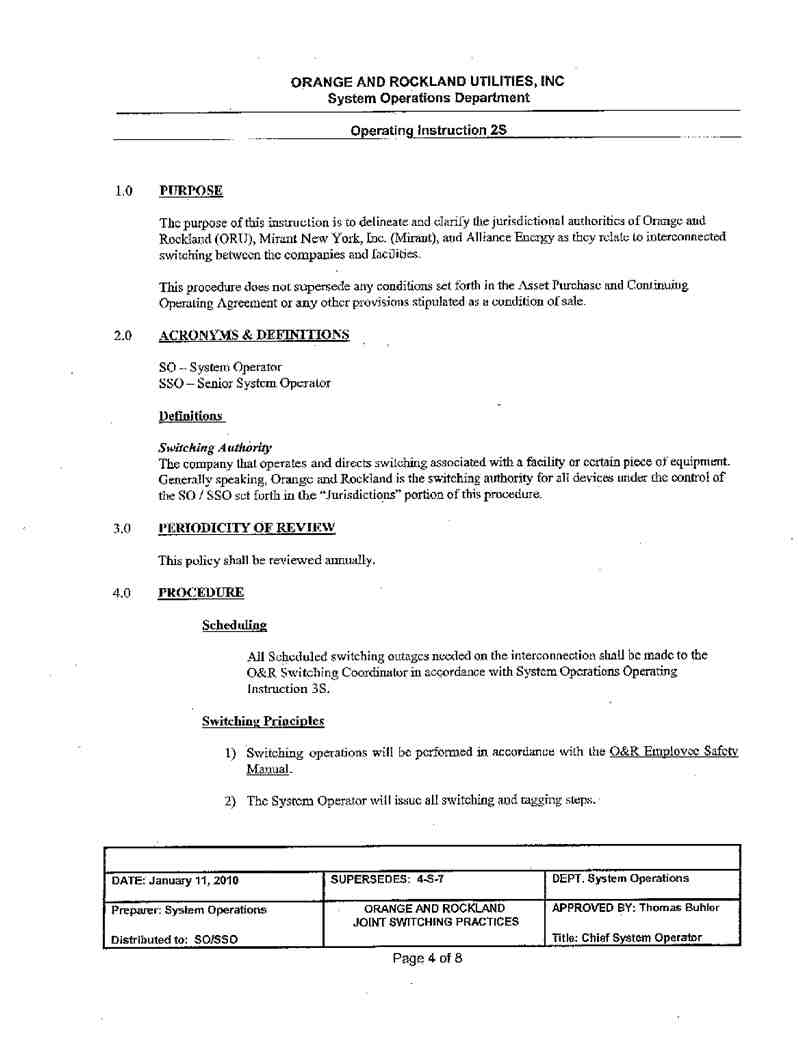 ORANGE AND ROCKLAND UTILITIES, INC
System Operations Department
Operating Instruction 2S
1.0 PURPOSE
The purpose of this instruction is to delineate and clarify the jurisdictional authorities of Orange and
Rockland (ORU), Mirant New York, Inc. (Mirant), and Alliance Energy as they relate to interconnected
switching between the companies and facilities.
This procedure does not supersede any conditions set forth in the Asset Purchase and Continuing
Operating Agreement or any other provisions stipulated as a condition of sale.
2.0 ACRONYMS & DEFINITIONS
SO – System Operator
SSO – Senior System Operator
Definitions
Switching Authority
The company that operates and directs switching associated with a facility or certain piece of equipment.
Generally speaking, Orange and Rockland is the switching authority for all devices under the control of
the SO / SSO set forth in the "Jurisdictions" portion of this procedure.
3.0 PERIODICITY OF REVIEW
This policy shall be reviewed annually.
4.0 PROCEDURE
Scheduling
All Scheduled switching outages needed on the interconnection shall be made to the
O&R Switching Coordinator in accordance with System Operations Operating
Instruction 3S.
Switching Principles
1) Switching operations will be performed in accordance with the O&R Employee Safety
Manual.
2) The System Operator will issue all switching and tagging steps.
DATE: January 11, 2010 SUPERSEDES: 4-S-7 DEPT. System Operations
Preparer: System Operations ORANGE AND ROCKLAND APPROVED BY: Thomas Buhler
JOINT SWITCHING PRACTICES
Distributed to: SO/SSO Title: Chief System Operator
Page 4 of 8